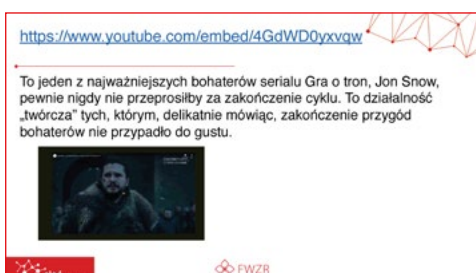 https://www.youtube.com/embed/4GdWD0yxvqw
To jeden z najważniejszych bohaterów serialu Gra o tron, Jon Snow,
pewnie nigdy nie przeprosiłby za zakończenie cyklu. To działalność
„twórcza” tych, którym, delikatnie mówiąc, zakończenie przygód
bohaterów nie przypadło do gustu.
FWZR